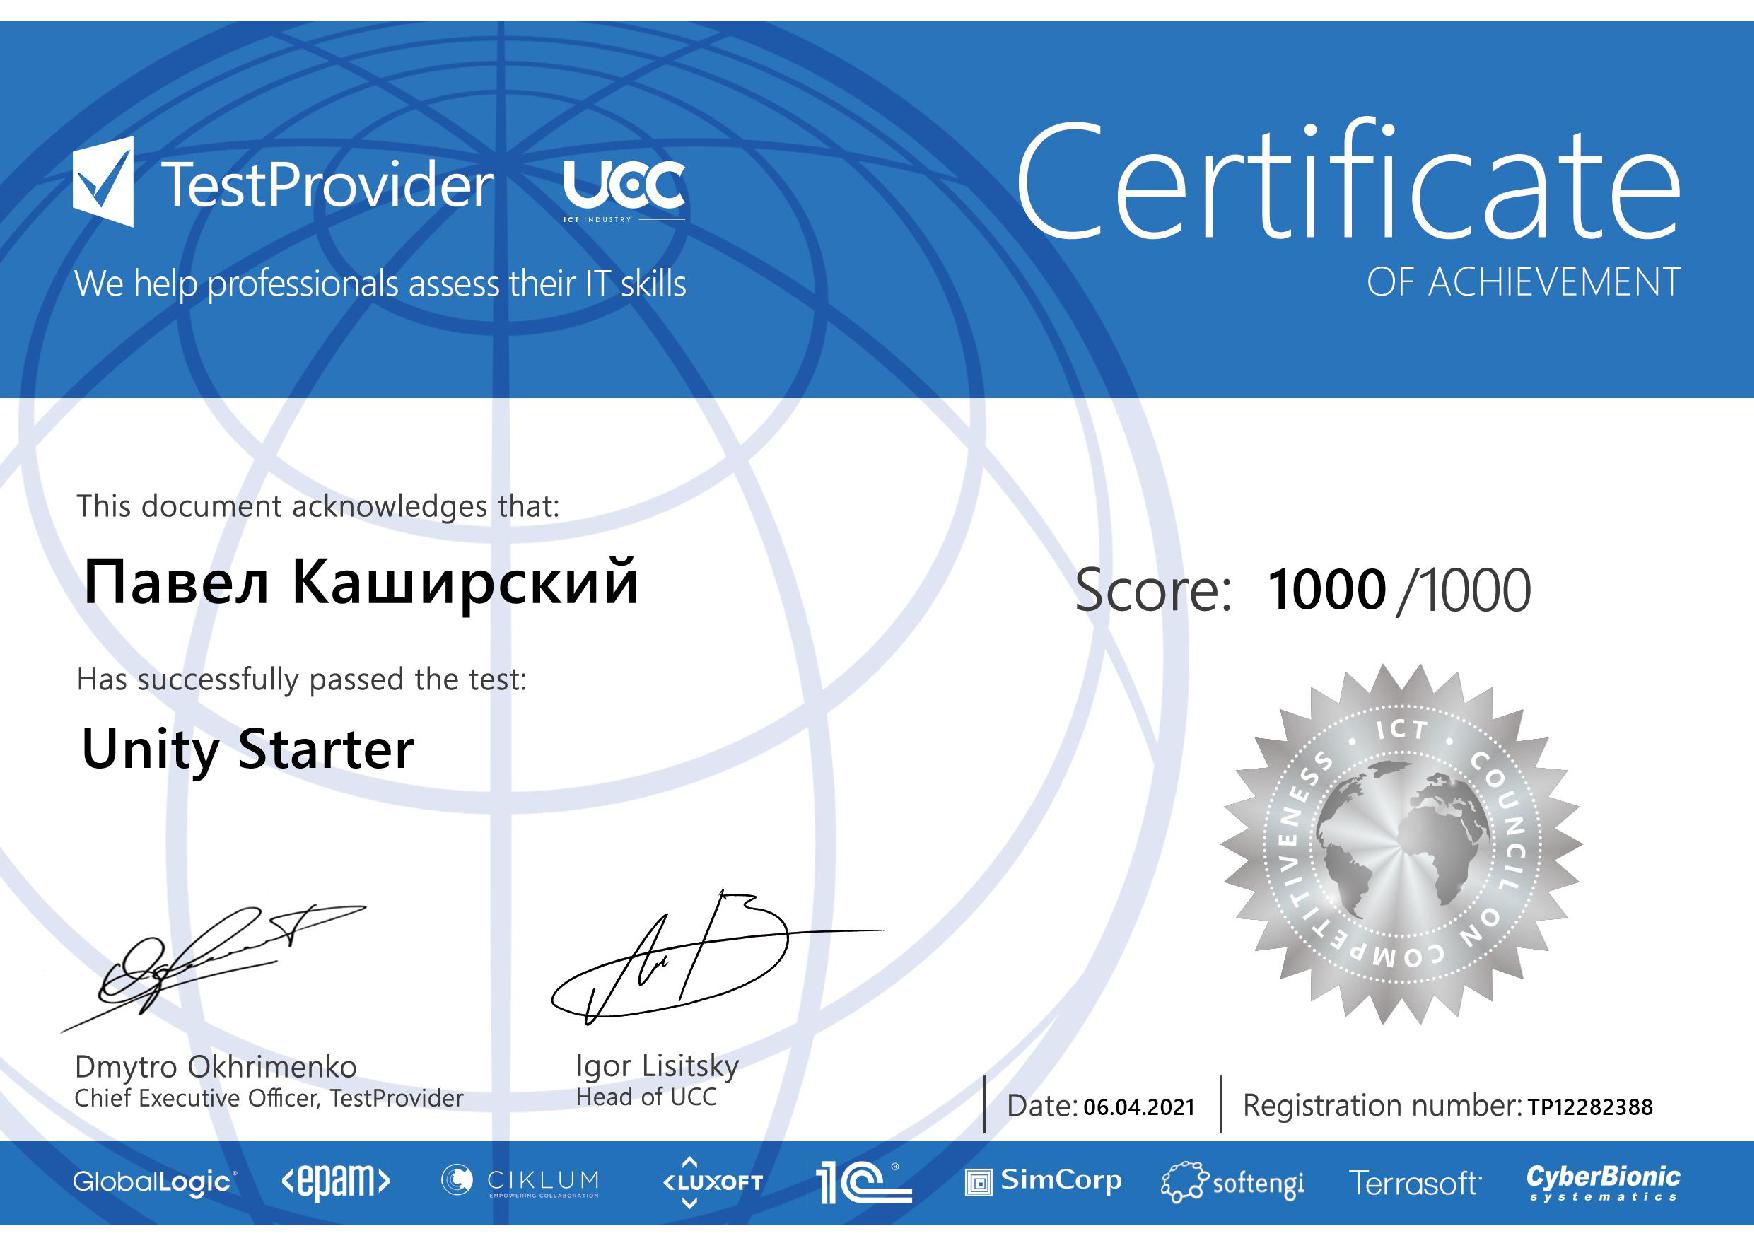 TestProvider
UCC
ICT INDUSTRY
We help professionals assess their IT skills
Certificate
OF ACHIEVEMENT
This document acknowledges that:
Павел Каширский
Score: 1000 /1000
Has successfully passed the test:
Unity Starter
ICT • COUNCIL ON COMPETITIVENESS •
Dmytro Okhrimenko
Chief Executive Officer, TestProvider
Igor Lisitsky
Head of UCC
Date: 06.04.2021
Registration number: TP12282388
GlobalLogic®
<epam>
CIKLUM
EMPOWERING COLLABORATION
<LUXOFT
1C®
SimCorp
softengi
Terrasoft
CyberBionic
systematics